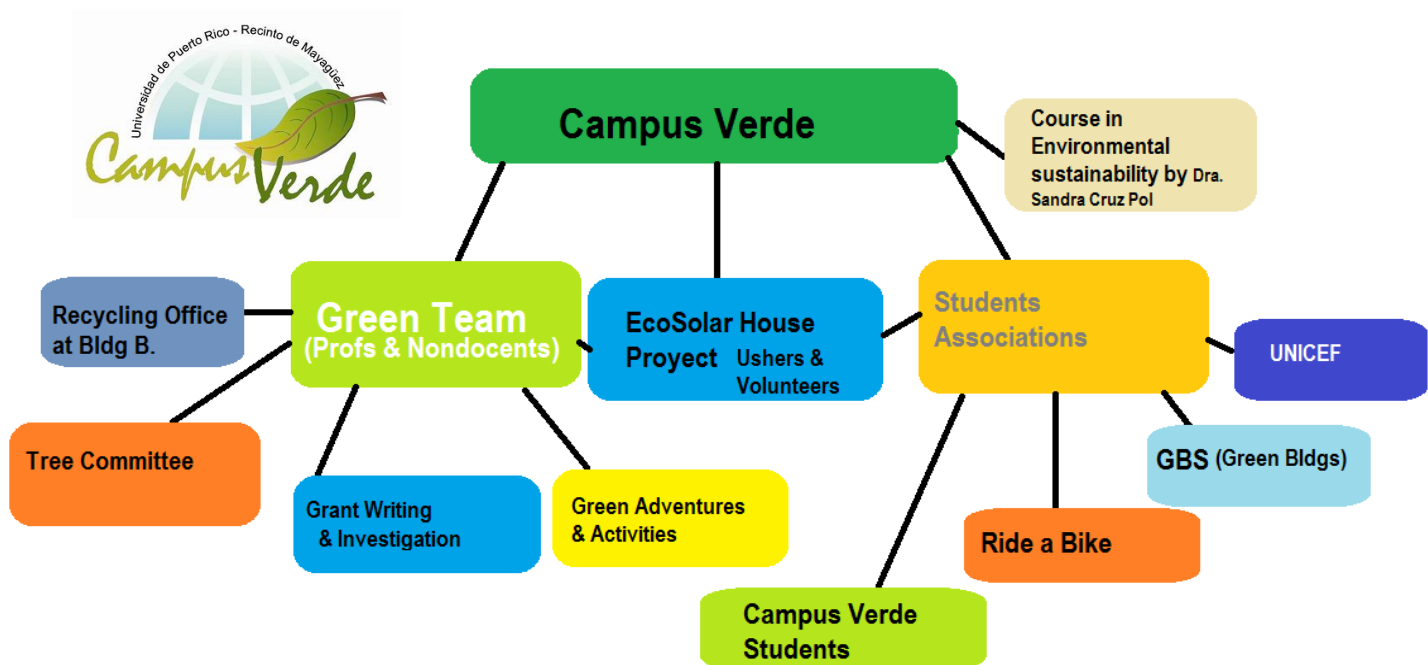 Universidad de Puerto Rico - Recinto de Mayagüez
Campus Verde
Campus Verde
Course in
Environmental
sustainability by Dra.
Sandra Cruz Pol
Recycling Office
at Bldg B.
Green Team
(Profs & Nondocents)
EcoSolar House
Proyect Ushers &
Volunteers
Students
Associations
UNICEF
Tree Committee
Grant Writing
& Investigation
Green Adventures
& Activities
GBS (Green Bldgs)
Ride a Bike
Campus Verde
Students